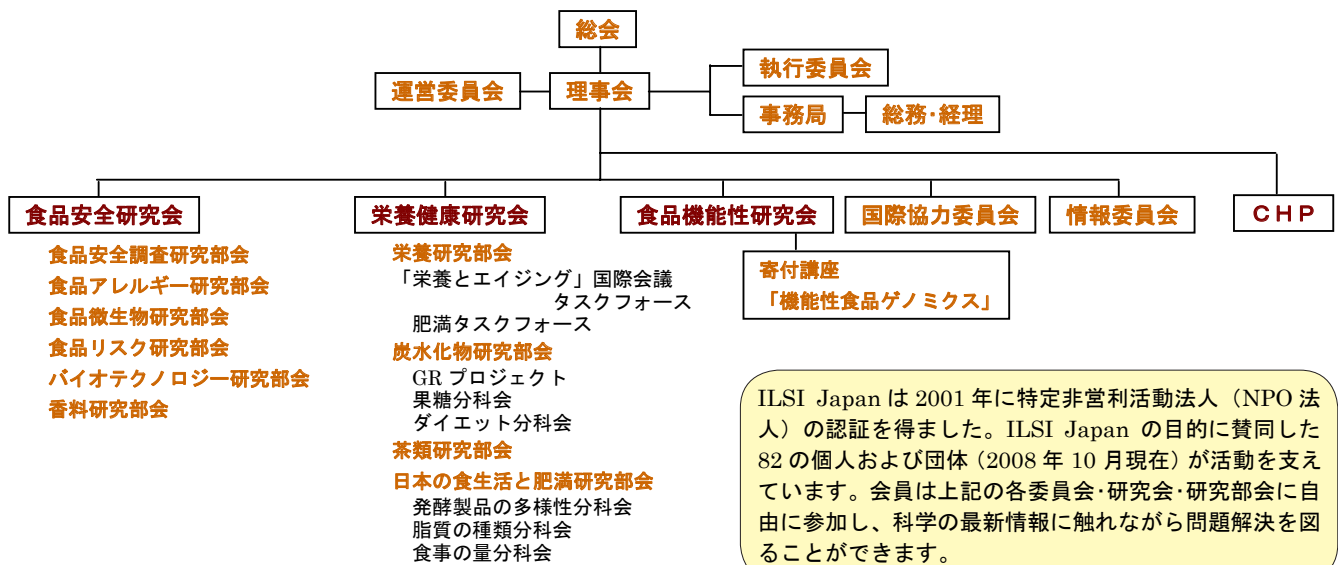 総会
運営委員会
理事会
執行委員会
事務局
総務・経理
食品安全研究会
食品安全調査研究部会
食品アレルギー研究部会
食品微生物研究部会
食品リスク研究部会
バイオテクノロジー研究部会
香料研究部会
栄養健康研究会
栄養研究部会
「栄養とエイジング」国際会議
タスクフォース
肥満タスクフォース
炭水化物研究部会
GR プロジェクト
果糖分科会
ダイエット分科会
茶類研究部会
日本の食生活と肥満研究部会
発酵製品の多様性分科会
脂質の種類分科会
食事の量分科会
食品機能性研究会
寄付講座
「機能性食品ゲノミクス」
国際協力委員会
情報委員会
CHP
ILSI Japan は 2001 年に特定非営利活動法人（NPO 法
人）の認証を得ました。ILSI Japan の目的に賛同した
82 の個人および団体（2008 年 10 月現在）が活動を支え
ています。会員は上記の各委員会・研究会・研究部会に自
由に参加し、科学の最新情報に触れながら問題解決を図
ることができます。